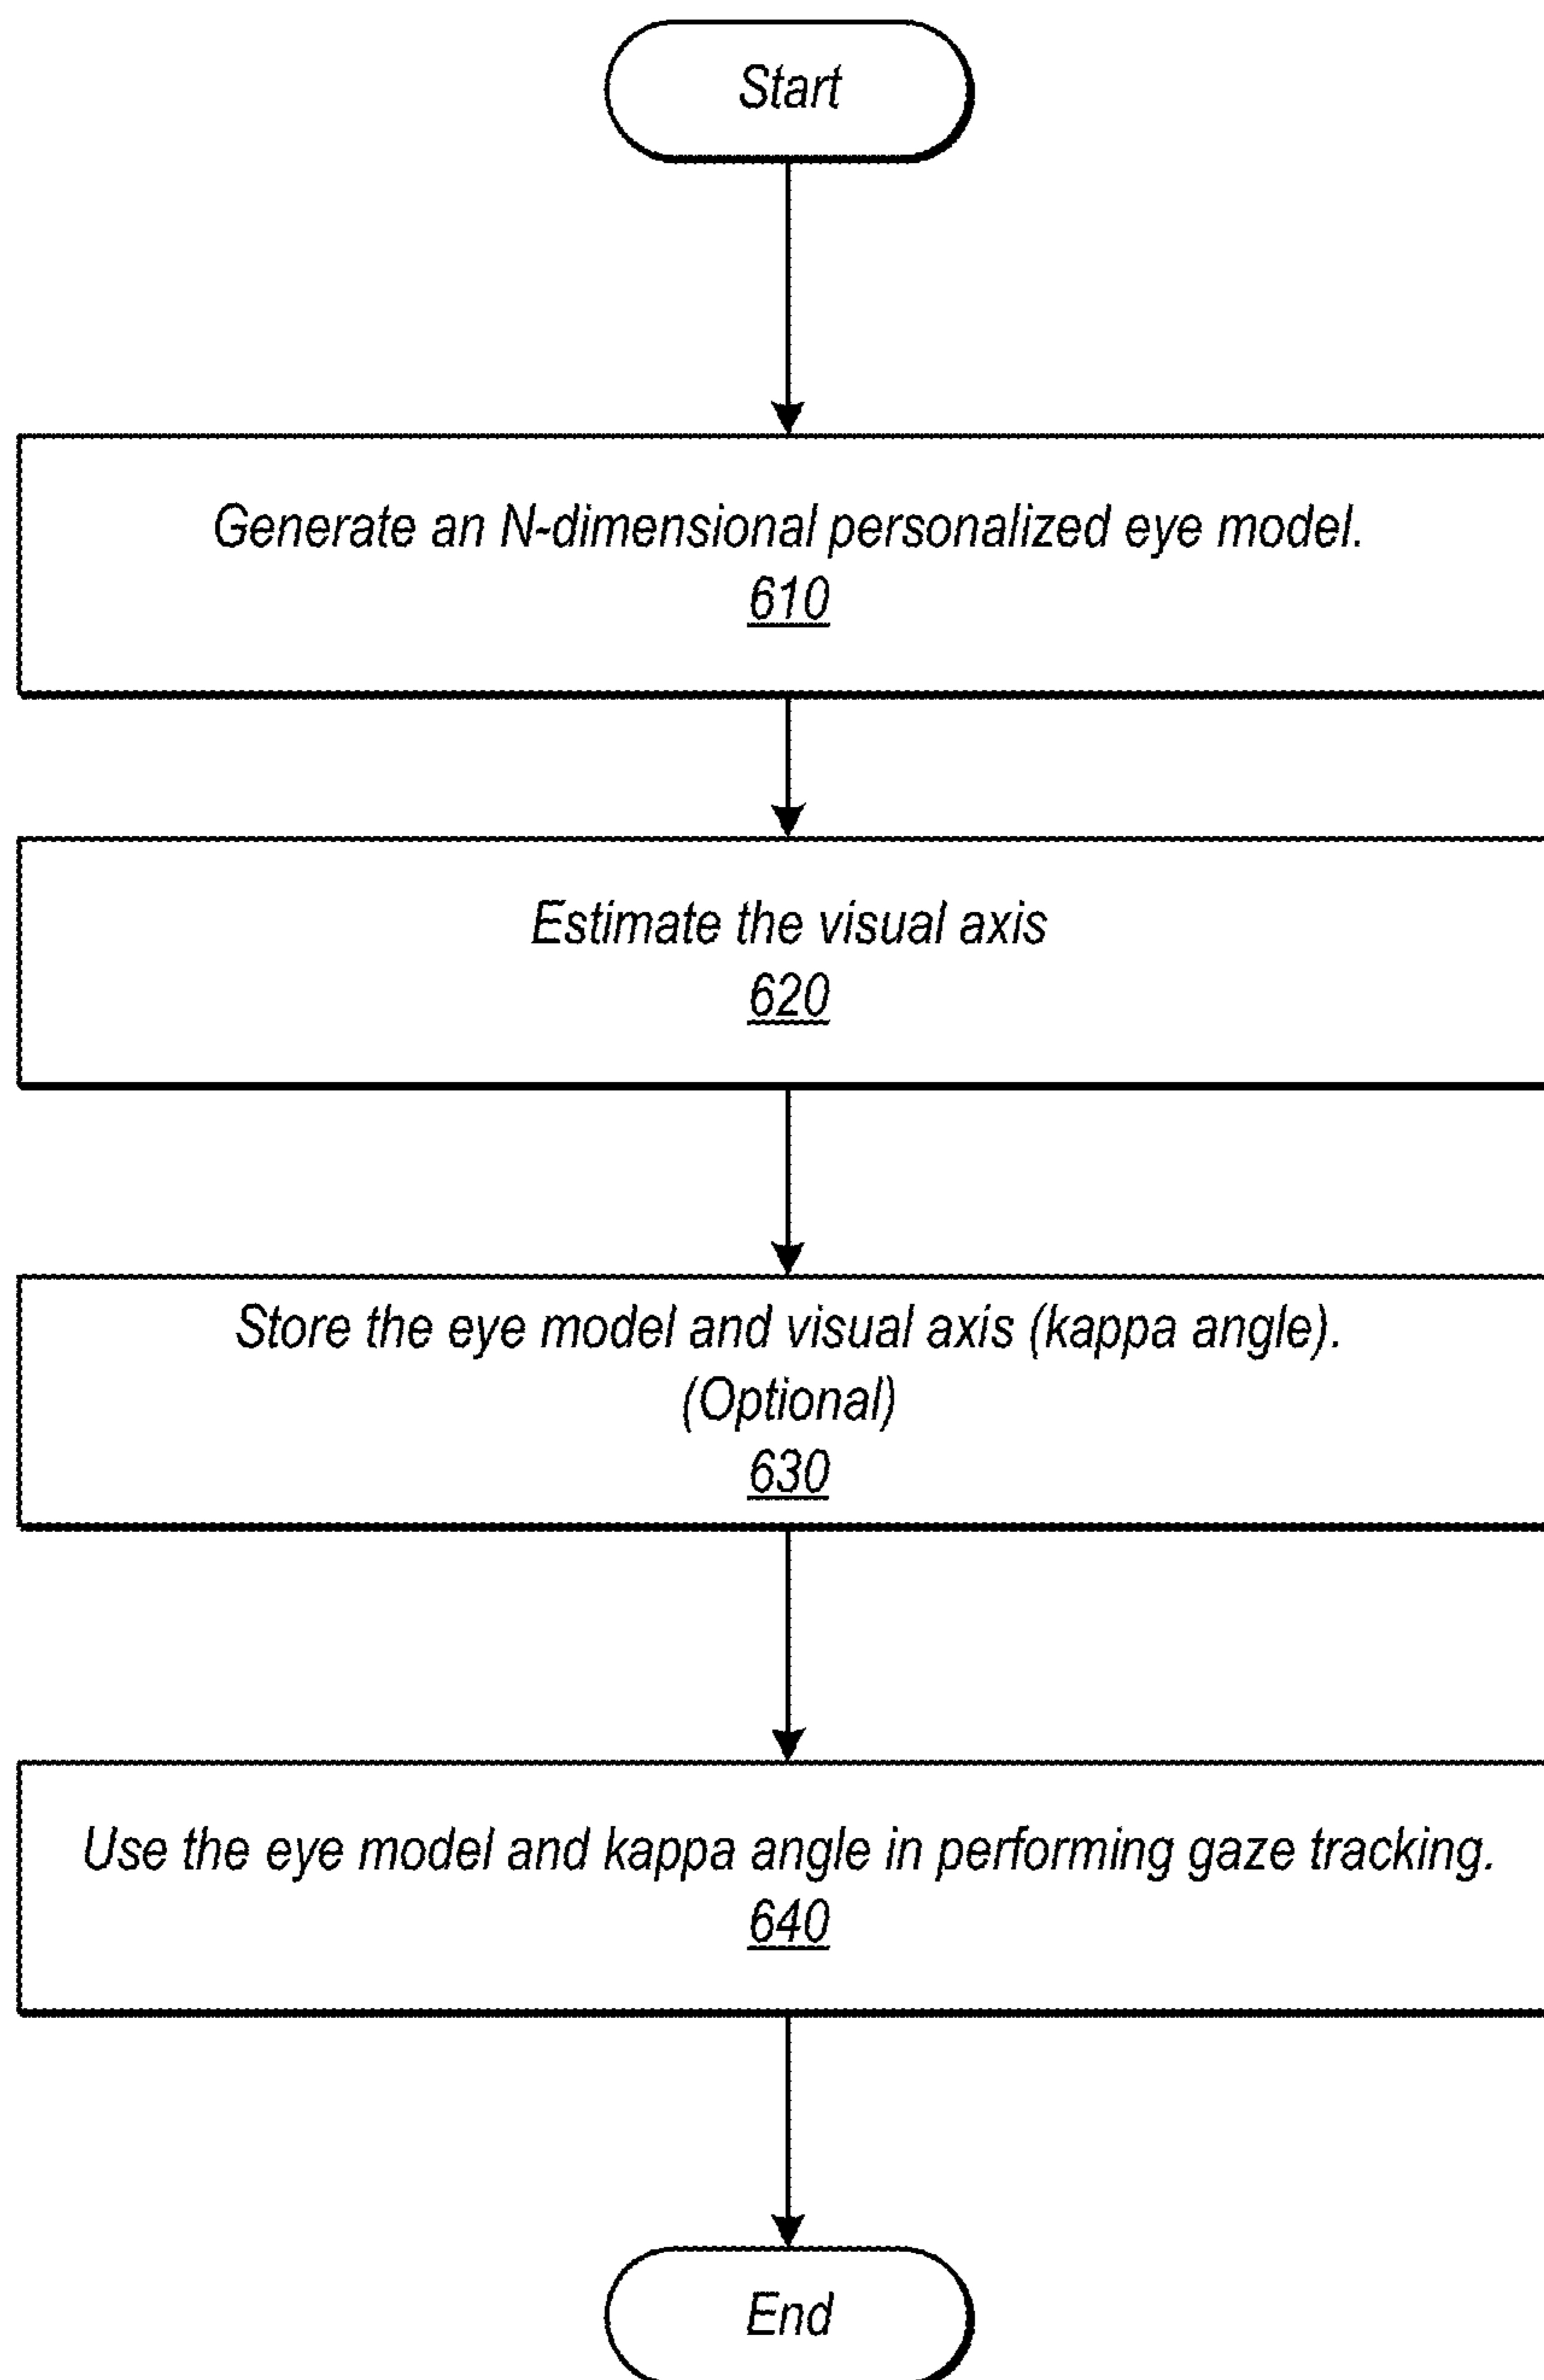 Start
Generate an N-dimensional personalized eye model.
610
Estimate the visual axis
620
Store the eye model and visual axis (kappa angle).
(Optional)
630
Use the eye model and kappa angle in performing gaze tracking.
640
End